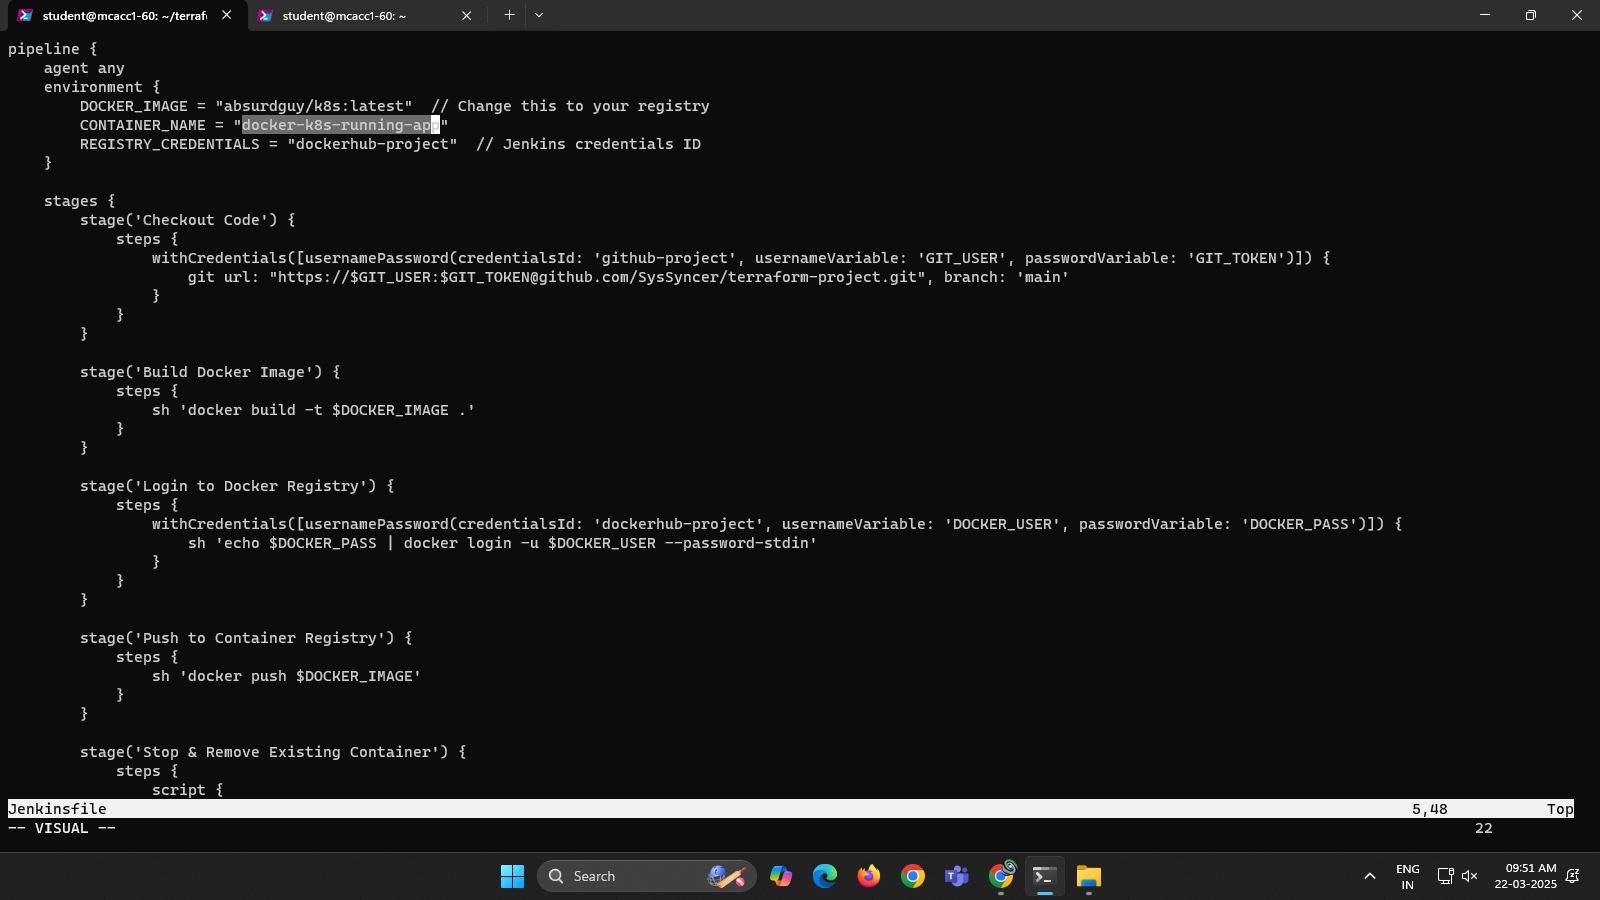 student@mcacc1-60: ~/terraf
student@mcacc1-60: ~
pipeline {
    agent any
    environment {
        DOCKER_IMAGE = "absurdguy/k8s:latest"  // Change this to your registry
        CONTAINER_NAME = "docker-k8s-running-app"
        REGISTRY_CREDENTIALS = "dockerhub-project"  // Jenkins credentials ID
    }
    stages {
        stage('Checkout Code') {
            steps {
                withCredentials([usernamePassword(credentialsId: 'github-project', usernameVariable: 'GIT_USER', passwordVariable: 'GIT_TOKEN')]) {
                    git url: "https://$GIT_USER:$GIT_TOKEN@github.com/SysSyncer/terraform-project.git", branch: 'main'
                }
            }
        }
        stage('Build Docker Image') {
            steps {
                sh 'docker build -t $DOCKER_IMAGE .'
            }
        }
        stage('Login to Docker Registry') {
            steps {
                withCredentials([usernamePassword(credentialsId: 'dockerhub-project', usernameVariable: 'DOCKER_USER', passwordVariable: 'DOCKER_PASS')]) {
                    sh 'echo $DOCKER_PASS | docker login -u $DOCKER_USER --password-stdin'
                }
            }
        }
        stage('Push to Container Registry') {
            steps {
                sh 'docker push $DOCKER_IMAGE'
            }
        }
        stage('Stop & Remove Existing Container') {
            steps {
                script {
Jenkinsfile 5,48 Top
-- VISUAL -- 22
Search
ENG
IN
09:51 AM
22-03-2025